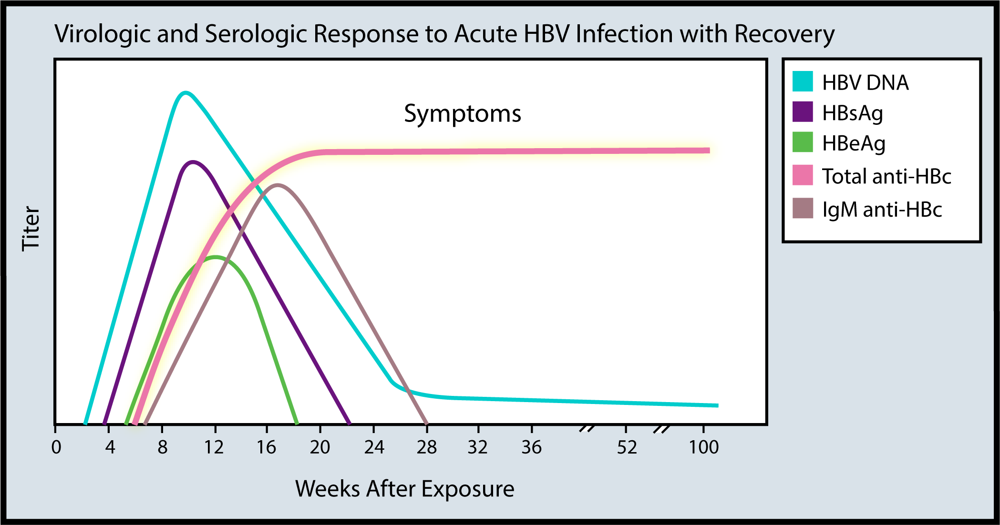 Virologic and Serologic Response to Acute HBV Infection with Recovery
Symptoms
Titer
HBV DNA
HBsAg
HBeAg
Total anti-HBc
IgM anti-HBc
0 4 8 12 16 20 24 28 32 36 52 100
Weeks After Exposure